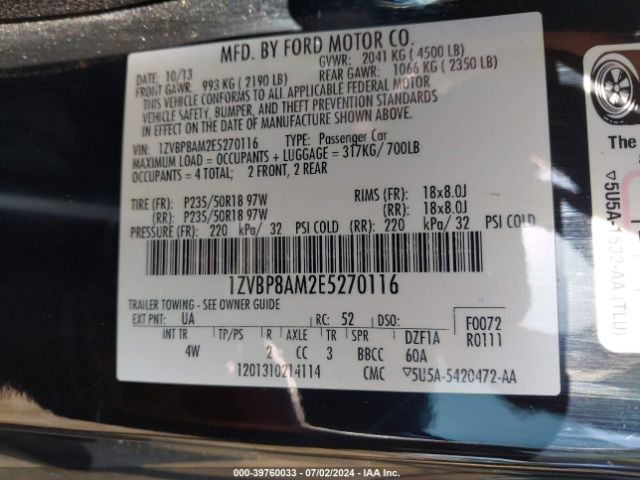 MFD. BY FORD MOTOR CO.
DATE: 10/13 GVWR: 2041 KG ( 4500 LB)
FRONT GAWR: 993 KG ( 2190 LB) REAR GAWR: 1066 KG ( 2350 LB)
THIS VEHICLE CONFORMS TO ALL APPLICABLE FEDERAL MOTOR
VEHICLE SAFETY, BUMPER, AND THEFT PREVENTION STANDARDS
IN EFFECT ON THE DATE OF MANUFACTURE SHOWN ABOVE.
VIN: 1ZVBP8AM2E5270116 TYPE: Passenger Car
MAXIMUM LOAD = OCCUPANTS + LUGGAGE = 317KG/ 700LB
OCCUPANTS = 4 TOTAL; 2 FRONT, 2 REAR
TIRE (FR): P235/50R18 97W RIMS (FR): 18x8.0J
(RR): P235/50R18 97W (RR): 18x8.0J
PRESSURE (FR): 220 kPa/ 32 PSI COLD (RR): 220 kPa/ 32 PSI COLD
1ZVBP8AM2E5270116
TRAILER TOWING - SEE OWNER GUIDE
EXT PNT: UA RC: 52 DSO: F0072
INT TR TP/PS R AXLE TR SPR DZF1A R0111
4W 2 CC 3 BBCC 60A
1201310214114 CMC ▽5U5A-5420472-AA
The
▽5U5A-1532-AA (TLU)
000-39760033 - 07/02/2024 - IAA Inc.